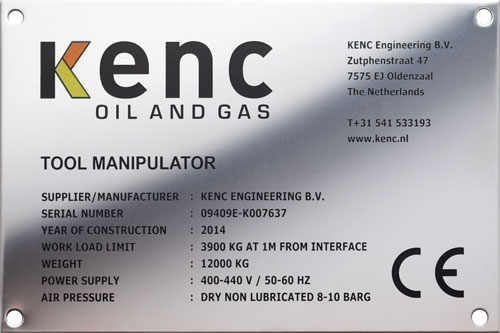 Kenc
OIL AND GAS
KENC Engineering B.V.
Zutphenstraat 47
7575 EJ Oldenzaal
The Netherlands
T+31 541 533193
www.kenc.nl
TOOL MANIPULATOR
SUPPLIER/MANUFACTURER : KENC ENGINEERING B.V.
SERIAL NUMBER : 09409E-K007637
YEAR OF CONSTRUCTION : 2014
WORK LOAD LIMIT : 3900 KG AT 1M FROM INTERFACE
WEIGHT : 12000 KG
POWER SUPPLY : 400-440 V / 50-60 HZ
AIR PRESSURE : DRY NON LUBRICATED 8-10 BARG
CE